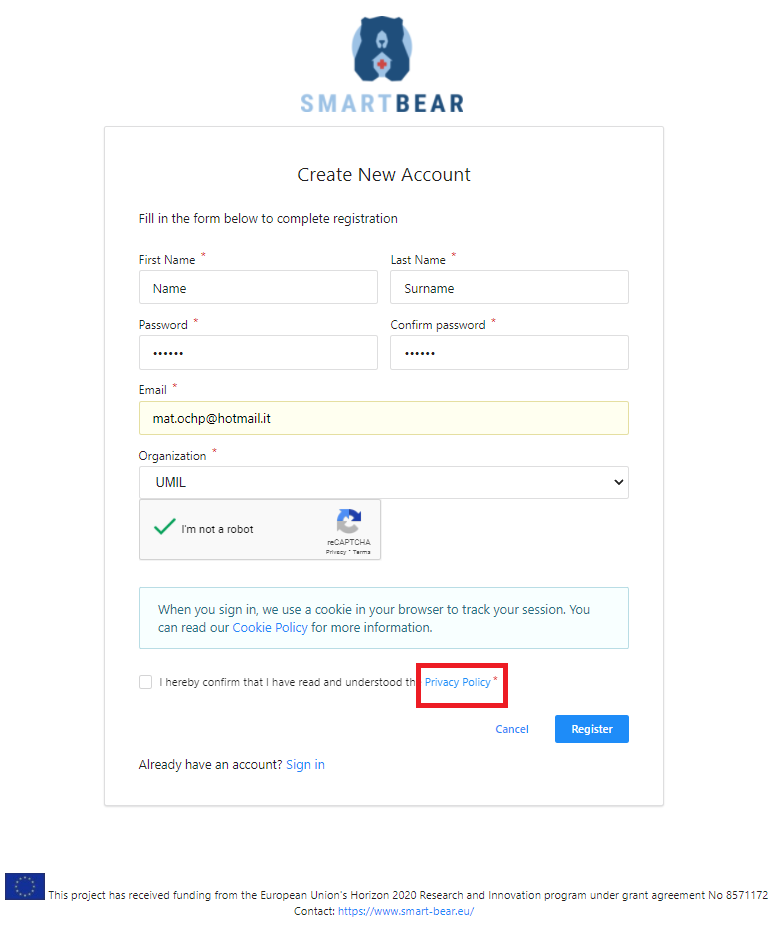 SMARTBEAR
Create New Account
Fill in the form below to complete registration
First Name *
Last Name *
Name
Surname
Password *
Confirm password *
••••••
••••••
Email *
mat.ochp@hotmail.it
Organization *
UMIL
I'm not a robot
reCAPTCHA
Privacy - Terms
When you sign in, we use a cookie in your browser to track your session. You
can read our Cookie Policy for more information.
I hereby confirm that I have read and understood th Privacy Policy *
Cancel
Register
Already have an account? Sign in
This project has received funding from the European Union's Horizon 2020 Research and Innovation program under grant agreement No 8571172
Contact: https://www.smart-bear.eu/